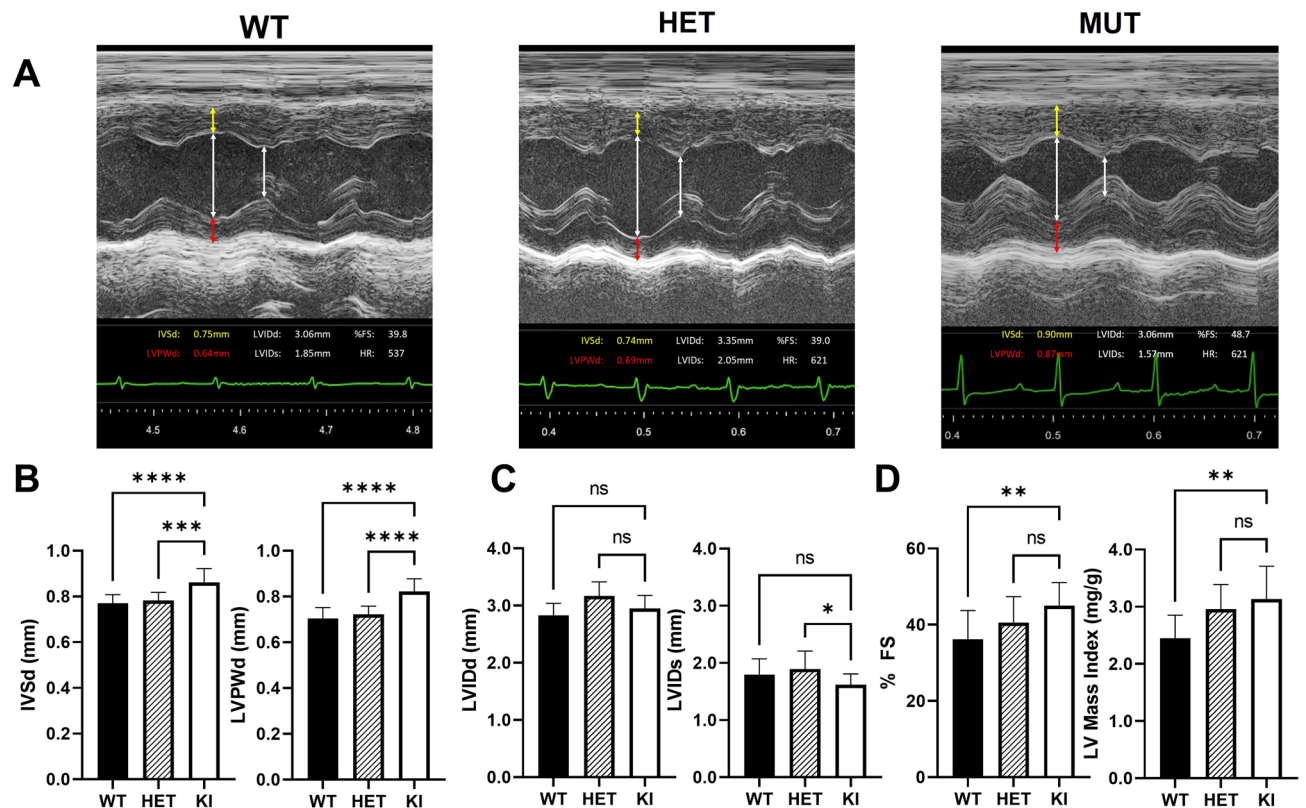 WT
HET
MUT
A
IVSd: 0.75mm LVIDd: 3.06mm %FS: 39.8
LVPWd: 0.64mm LVIDs: 1.85mm HR: 537
4.5 4.6 4.7 4.8
IVSd: 0.74mm LVIDd: 3.35mm %FS: 39.0
LVPWd: 0.69mm LVIDs: 2.05mm HR: 621
0.4 0.5 0.6 0.7
IVSd: 0.90mm LVIDd: 3.06mm %FS: 48.7
LVPWd: 0.87mm LVIDs: 1.57mm HR: 621
0.4 0.5 0.6 0.7
B
****
***
1.0
0.8
0.6
0.4
0.2
0.0
IVSd (mm)
WT HET KI
****
****
1.0
0.8
0.6
0.4
0.2
0.0
LVPWd (mm)
WT HET KI
C
ns
ns
4.0
3.0
2.0
1.0
0.0
LVIDd (mm)
WT HET KI
ns
*
4.0
3.0
2.0
1.0
0.0
LVIDs (mm)
WT HET KI
D
**
ns
60
40
20
0
% FS
WT HET KI
**
ns
4.0
3.0
2.0
1.0
0.0
LV Mass Index (mg/g)
WT HET KI